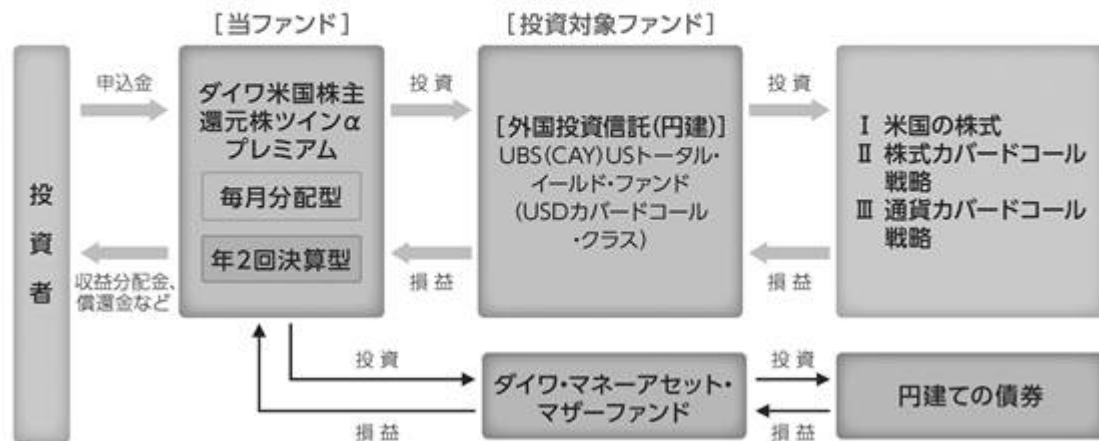 [当ファンド]
[投資対象ファンド]
投資者
申込金
収益分配金、
償還金など
ダイワ米国株主
還元株ツインα
プレミアム
毎月分配型
年2回決算型
投資
損益
[外国投資信託(円建)]
UBS(CAY)USトータル・
イールド・ファンド
(USDカバードコール
・クラス)
投資
損益
Ⅰ 米国の株式
Ⅱ 株式カバードコール
戦略
Ⅲ 通貨カバードコール
戦略
投資
損益
ダイワ・マネーアセット・
マザーファンド
投資
損益
円建ての債券